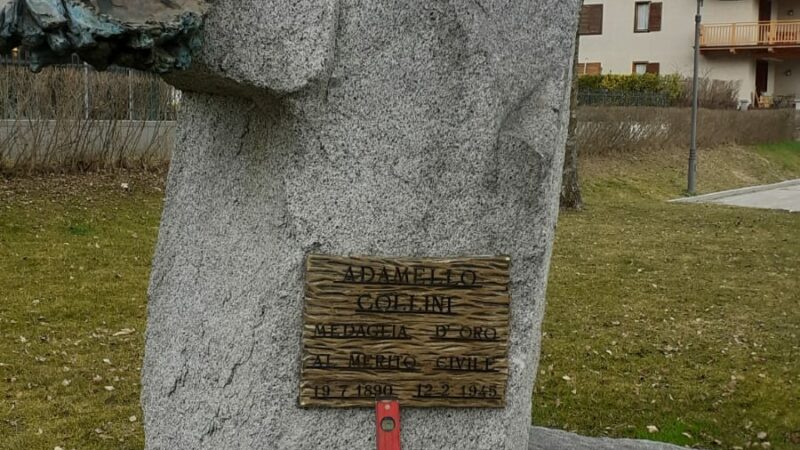 ADAMELLO
COLLINI
MEDAGLIA D'ORO
AL MERITO CIVILE
19 7 1890 12.2.1945